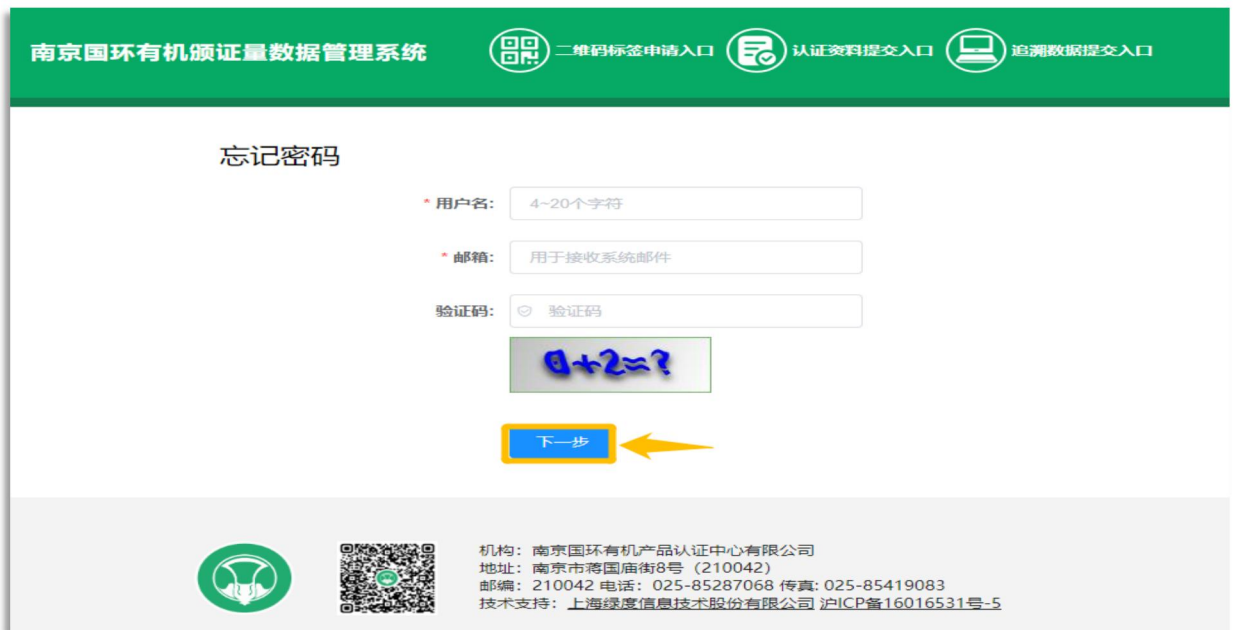 南京国环有机颁证量数据管理系统
二维码标签申请入口
认证资料提交入口
追溯数据提交入口
忘记密码
* 用户名: 4~20个字符
* 邮箱: 用于接收系统邮件
验证码: 验证码
0+2=?
下一步
机构：南京国环有机产品认证中心有限公司
地址：南京市蒋国庙街8号（210042）
邮编：210042 电话：025-85287068 传真: 025-85419083
技术支持：上海绿度信息技术股份有限公司 沪ICP备16016531号-5